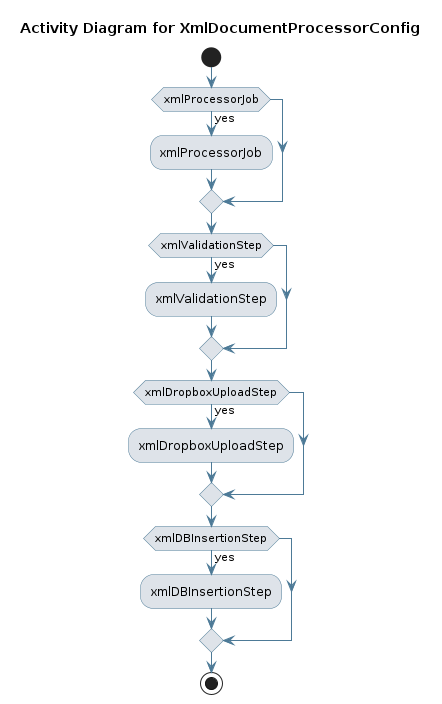 Activity Diagram for XmlDocumentProcessorConfig
xmlProcessorJob
yes
xmlProcessorJob
xmlValidationStep
yes
xmlValidationStep
xmlDropboxUploadStep
yes
xmlDropboxUploadStep
xmlDBInsertionStep
yes
xmlDBInsertionStep